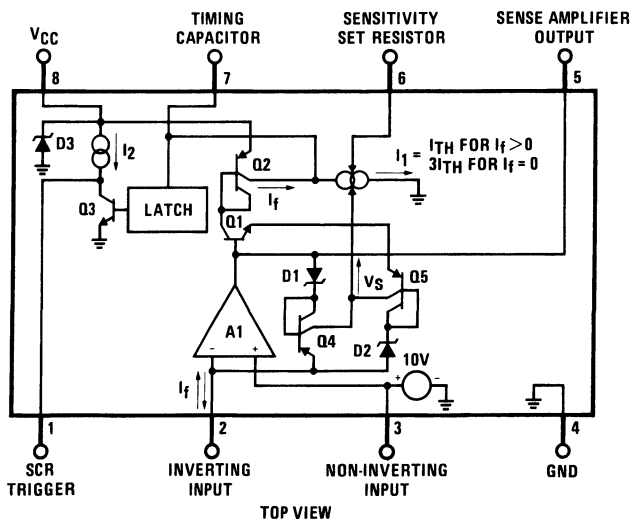 TIMING
CAPACITOR
SENSITIVITY
SET RESISTOR
SENSE AMPLIFIER
OUTPUT
VCC
8
7
6
5
D3
I2
Q2
I1 = ITH FOR If > 0
3ITH FOR If = 0
Q3
LATCH
If
Q1
D1
VS
Q5
A1
Q4
D2
10V
- +
+ -
If
1
2
3
4
SCR
TRIGGER
INVERTING
INPUT
NON-INVERTING
INPUT
GND
TOP VIEW